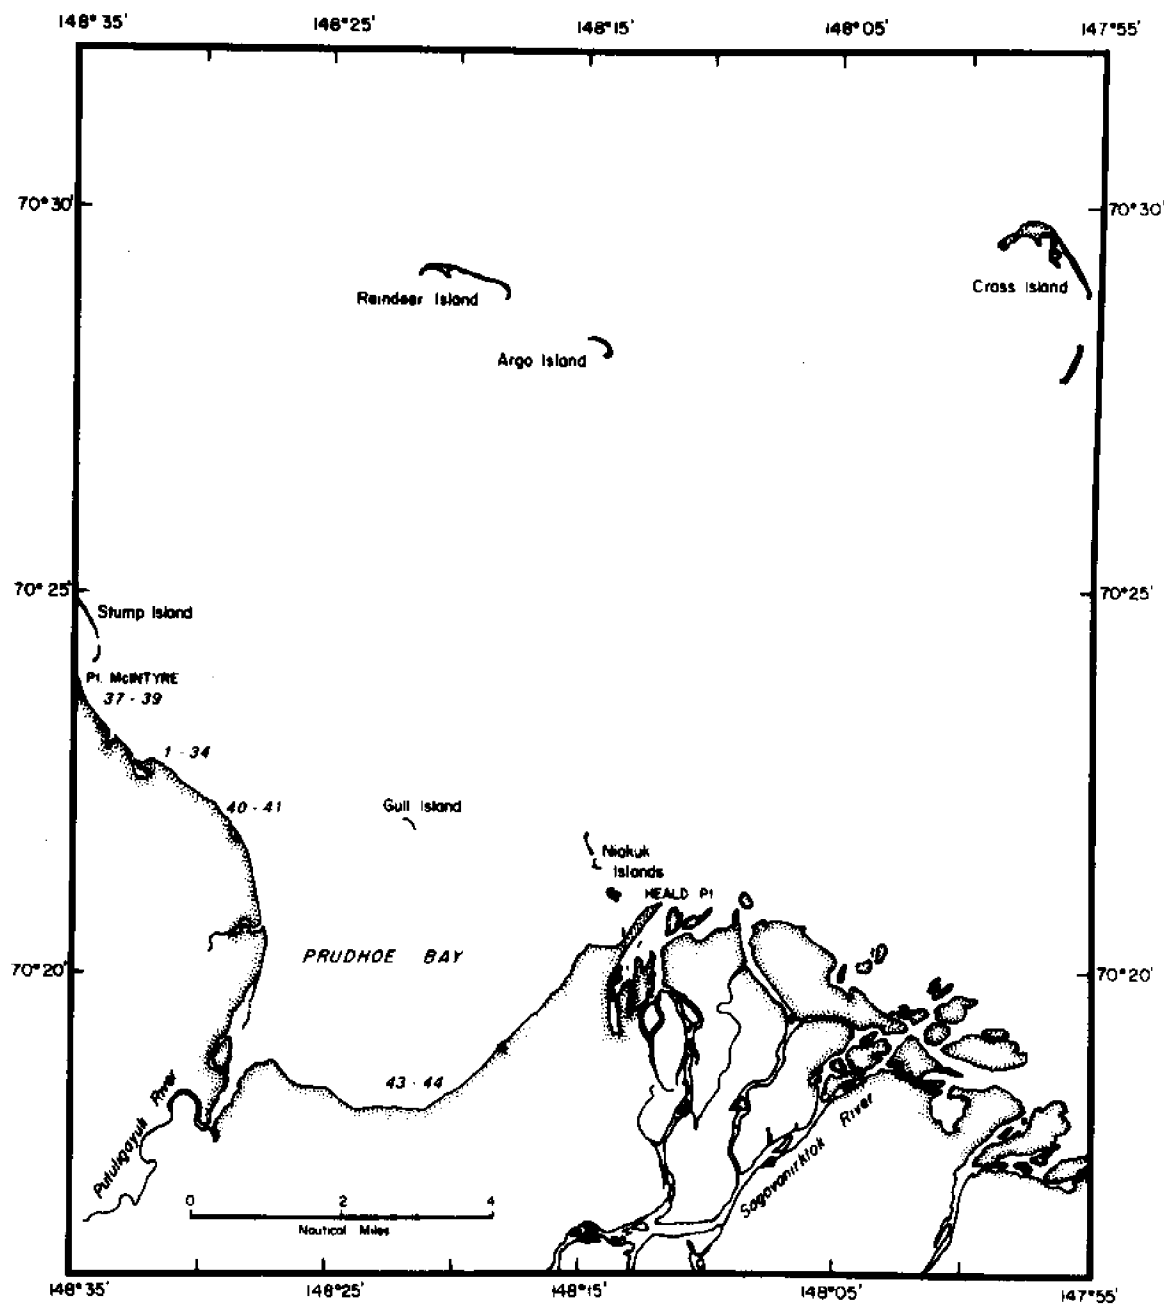 148° 35' 148° 25' 148° 15' 148° 05' 147° 55'
70° 30' 70° 30'
Cross Island
Reindeer Island
Argo Island
70° 25' 70° 25'
Stump Island
Pt. McINTYRE
37 - 39
1 - 34
40 - 41
Gull Island
Niakuk
Islands
HEALD Pt
PRUDHOE BAY
70° 20' 70° 20'
43 - 44
Putuligayuk River
Sagavanirktok River
0 2 4
Nautical Miles
148° 35' 148° 25' 148° 15' 148° 05' 147° 55'